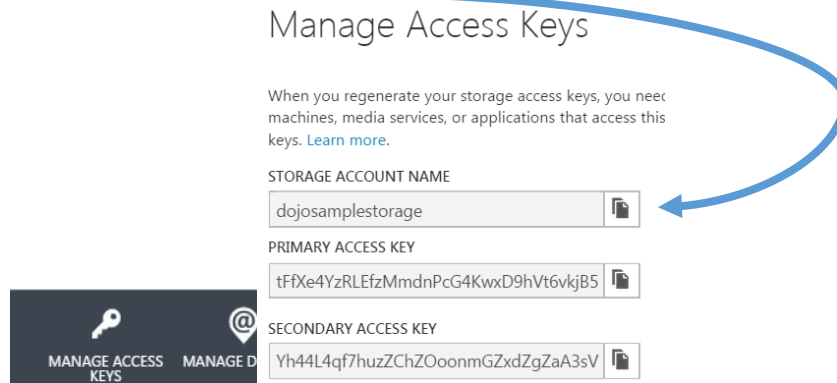 Manage Access Keys
When you regenerate your storage access keys, you need
machines, media services, or applications that access this
keys. Learn more.
STORAGE ACCOUNT NAME
dojosamplestorage
PRIMARY ACCESS KEY
tFfXe4YzRLEfzMmdnPcG4KwxD9hVt6vkjB5
SECONDARY ACCESS KEY
Yh44L4qf7huzZChZOoonmGZxdZgZaA3sV
MANAGE ACCESS
KEYS
MANAGE D